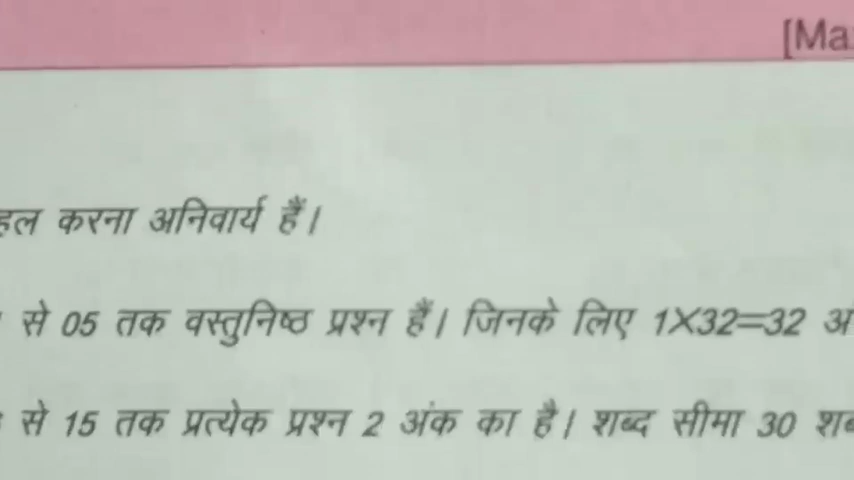 [Ma
हल करना अनिवार्य हैं।
से 05 तक वस्तुनिष्ठ प्रश्न हैं। जिनके लिए 1X32=32 अं
से 15 तक प्रत्येक प्रश्न 2 अंक का है। शब्द सीमा 30